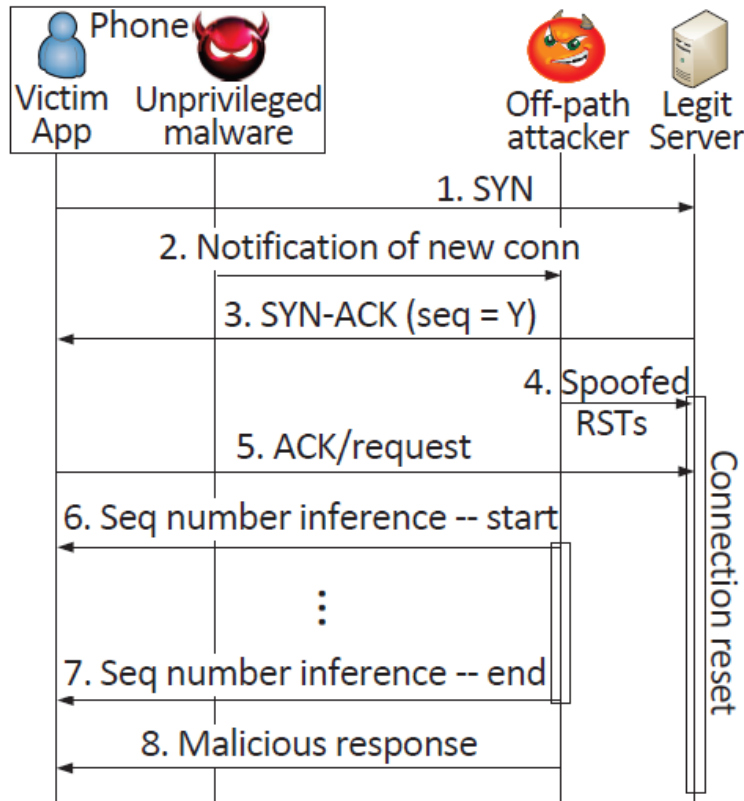 Phone
Victim App
Unprivileged malware
Off-path attacker
Legit Server
1. SYN
2. Notification of new conn
3. SYN-ACK (seq = Y)
4. Spoofed
RSTs
5. ACK/request
6. Seq number inference -- start
⋮
7. Seq number inference -- end
8. Malicious response
Connection reset